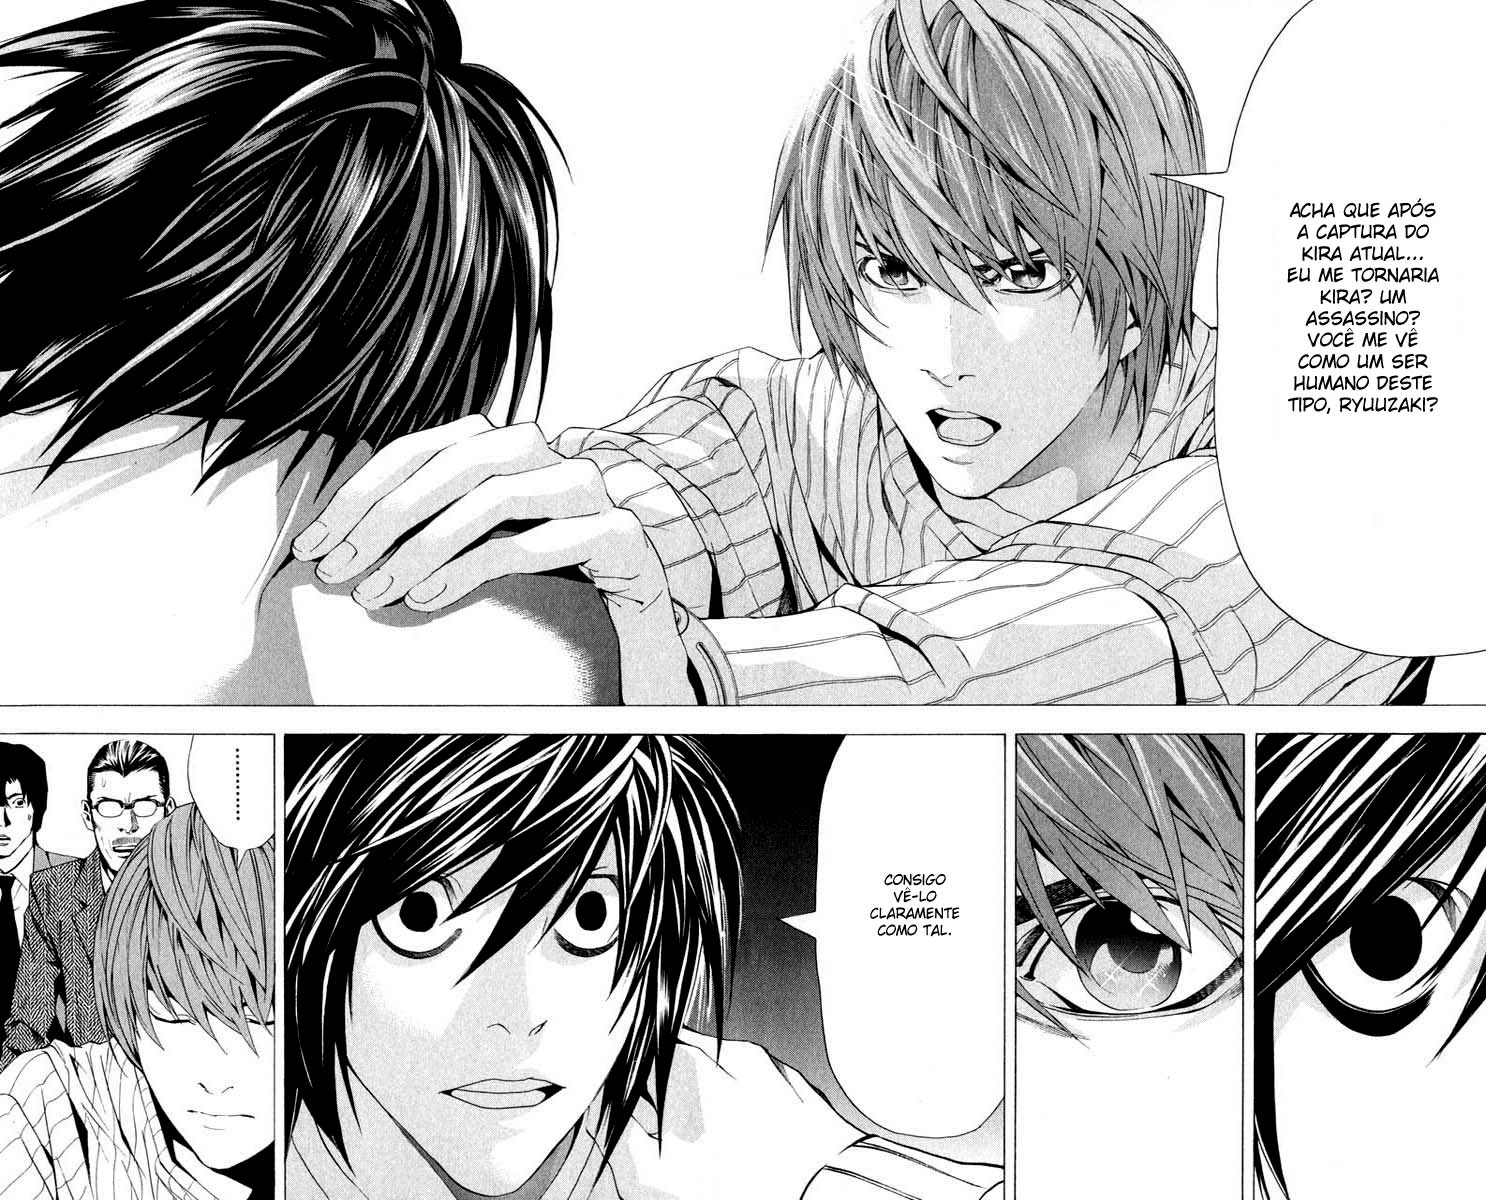 ACHA QUE APÓS
A CAPTURA DO
KIRA ATUAL...
EU ME TORNARIA
KIRA? UM
ASSASSINO?
VOCÊ ME VÊ
COMO UM SER
HUMANO DESTE
TIPO, RYUUZAKI?
CONSIGO
VÊ-LO
CLARAMENTE
COMO TAL.
.........